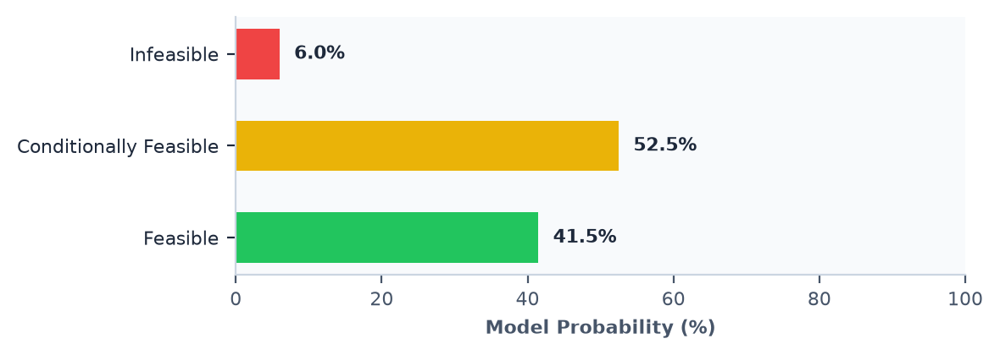 Infeasible
6.0%
Conditionally Feasible
52.5%
Feasible
41.5%
0 20 40 60 80 100
Model Probability (%)